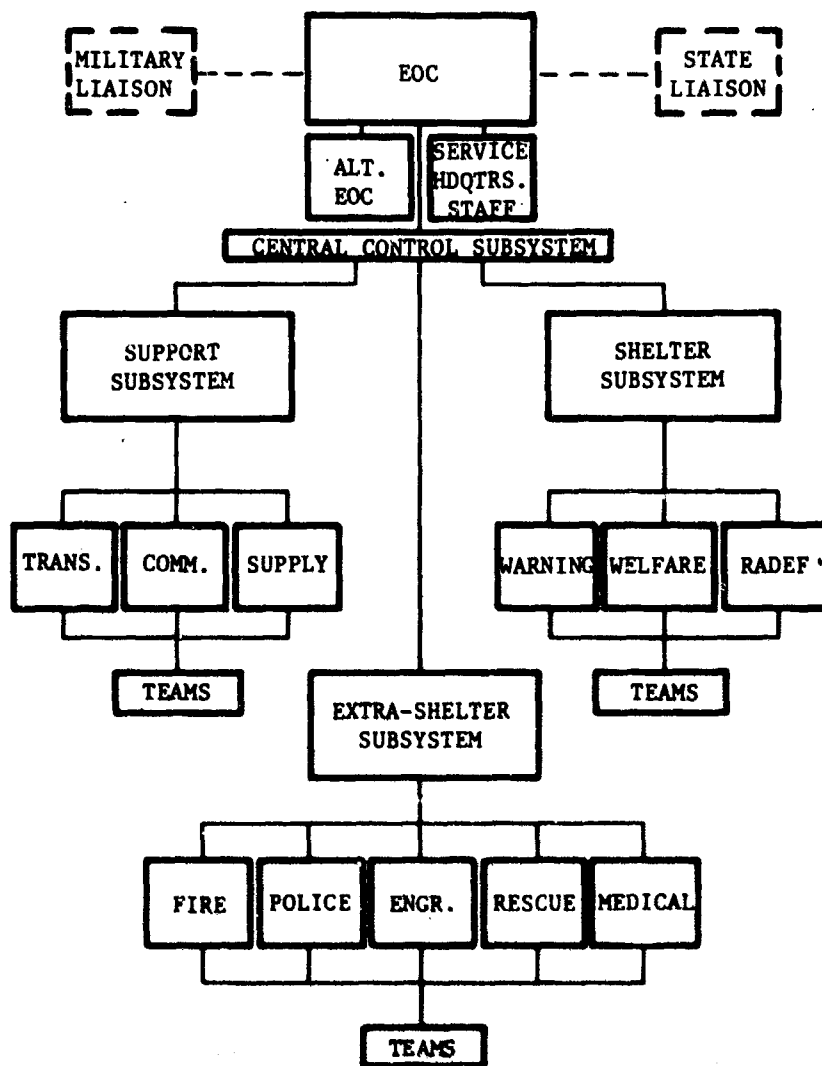 MILITARY
LIAISON
EOC
STATE
LIAISON
ALT.
EOC
SERVICE
HDQTRS.
STAFF
CENTRAL CONTROL SUBSYSTEM
SUPPORT
SUBSYSTEM
SHELTER
SUBSYSTEM
TRANS.
COMM.
SUPPLY
WARNING
WELFARE
RADEF
TEAMS
TEAMS
EXTRA-SHELTER
SUBSYSTEM
FIRE
POLICE
ENGR.
RESCUE
MEDICAL
TEAMS